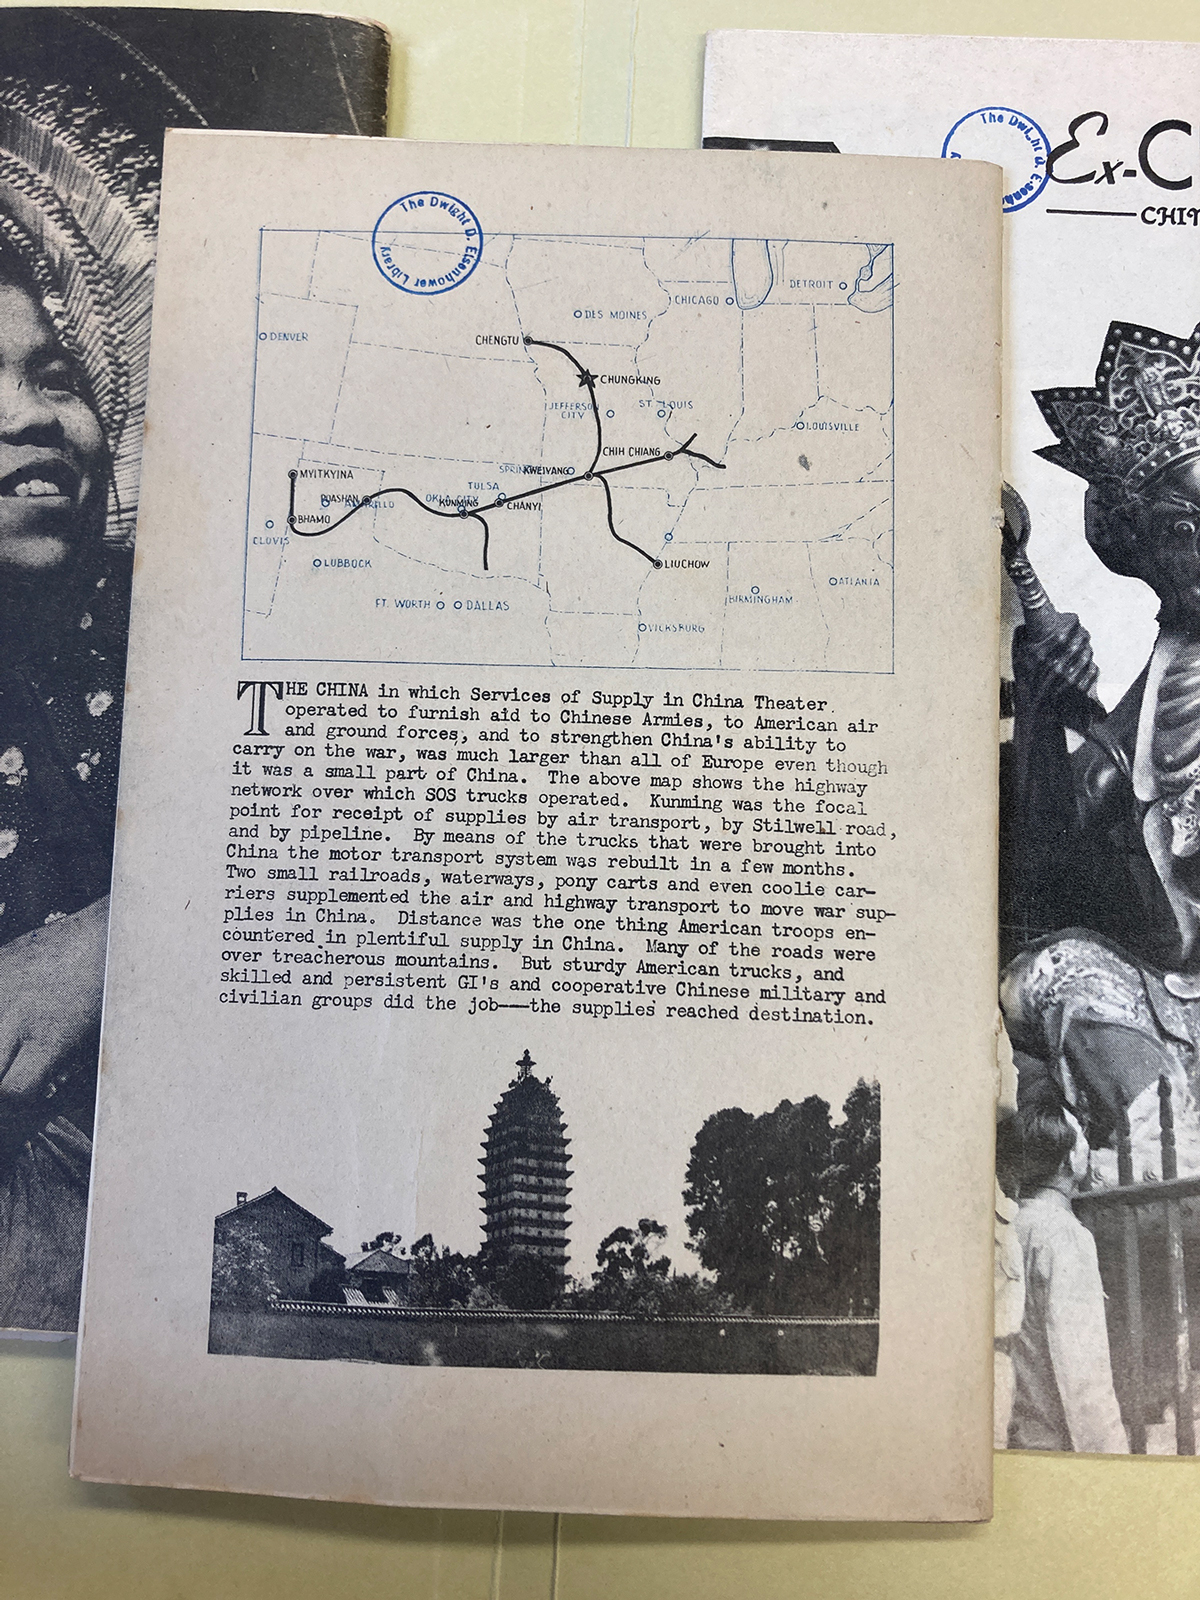 The Dwight D. Eisenhower Library
DENVER
DES MOINES
CHICAGO
DETROIT
CHENGTU
CHUNGKING
JEFFERSON CITY
ST. LOUIS
LOUISVILLE
CHIH CHIANG
KWEIYANG
MYITKYINA
TULSA
OKLA. CITY
KUNMING
CHANYI
BHAMO
CLOVIS
LUBBOCK
LIUCHOW
FT. WORTH
DALLAS
BIRMINGHAM
ATLANTA
VICKSBURG
THE CHINA in which Services of Supply in China Theater
operated to furnish aid to Chinese Armies, to American air
and ground forces, and to strengthen China's ability to
carry on the war, was much larger than all of Europe even though
it was a small part of China. The above map shows the highway
network over which SOS trucks operated. Kunming was the focal
point for receipt of supplies by air transport, by Stilwell road,
and by pipeline. By means of the trucks that were brought into
China the motor transport system was rebuilt in a few months.
Two small railroads, waterways, pony carts and even coolie car-
riers supplemented the air and highway transport to move war sup-
plies in China. Distance was the one thing American troops en-
countered in plentiful supply in China. Many of the roads were
over treacherous mountains. But sturdy American trucks, and
skilled and persistent GI's and cooperative Chinese military and
civilian groups did the job——the supplies reached destination.
The Dwight D. Eisenh
Ex-C
CHI